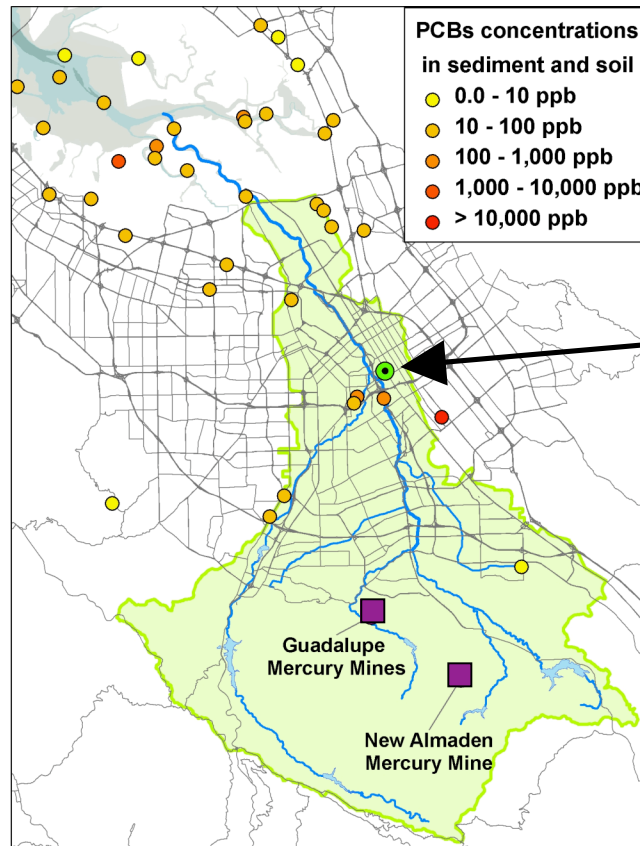 PCBs concentrations
in sediment and soil
0.0 - 10 ppb
10 - 100 ppb
100 - 1,000 ppb
1,000 - 10,000 ppb
> 10,000 ppb
Guadalupe
Mercury Mines
New Almaden
Mercury Mine